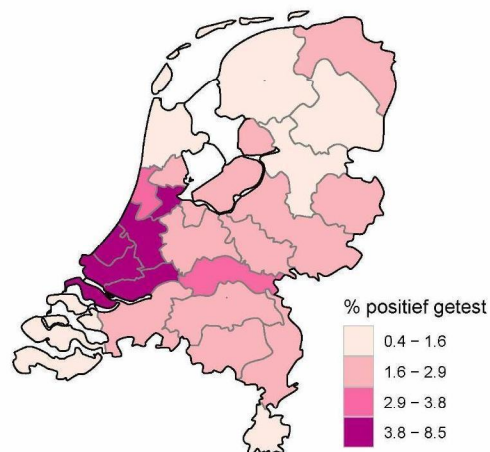 % positief getest
0.4 – 1.6
1.6 – 2.9
2.9 – 3.8
3.8 – 8.5